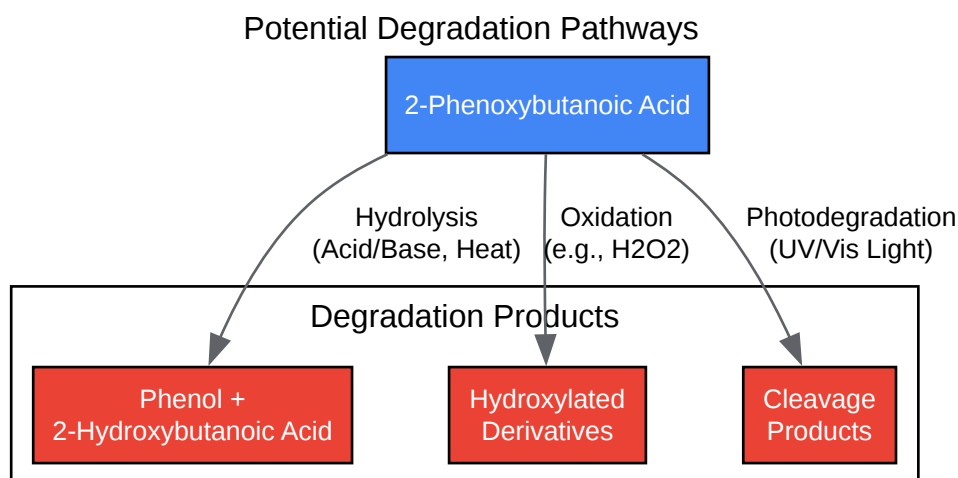 Potential Degradation Pathways
2-Phenoxybutanoic Acid
Hydrolysis
(Acid/Base, Heat)
Oxidation
(e.g., H2O2)
Photodegradation
(UV/Vis Light)
Degradation Products
Phenol +
2-Hydroxybutanoic Acid
Hydroxylated
Derivatives
Cleavage
Products